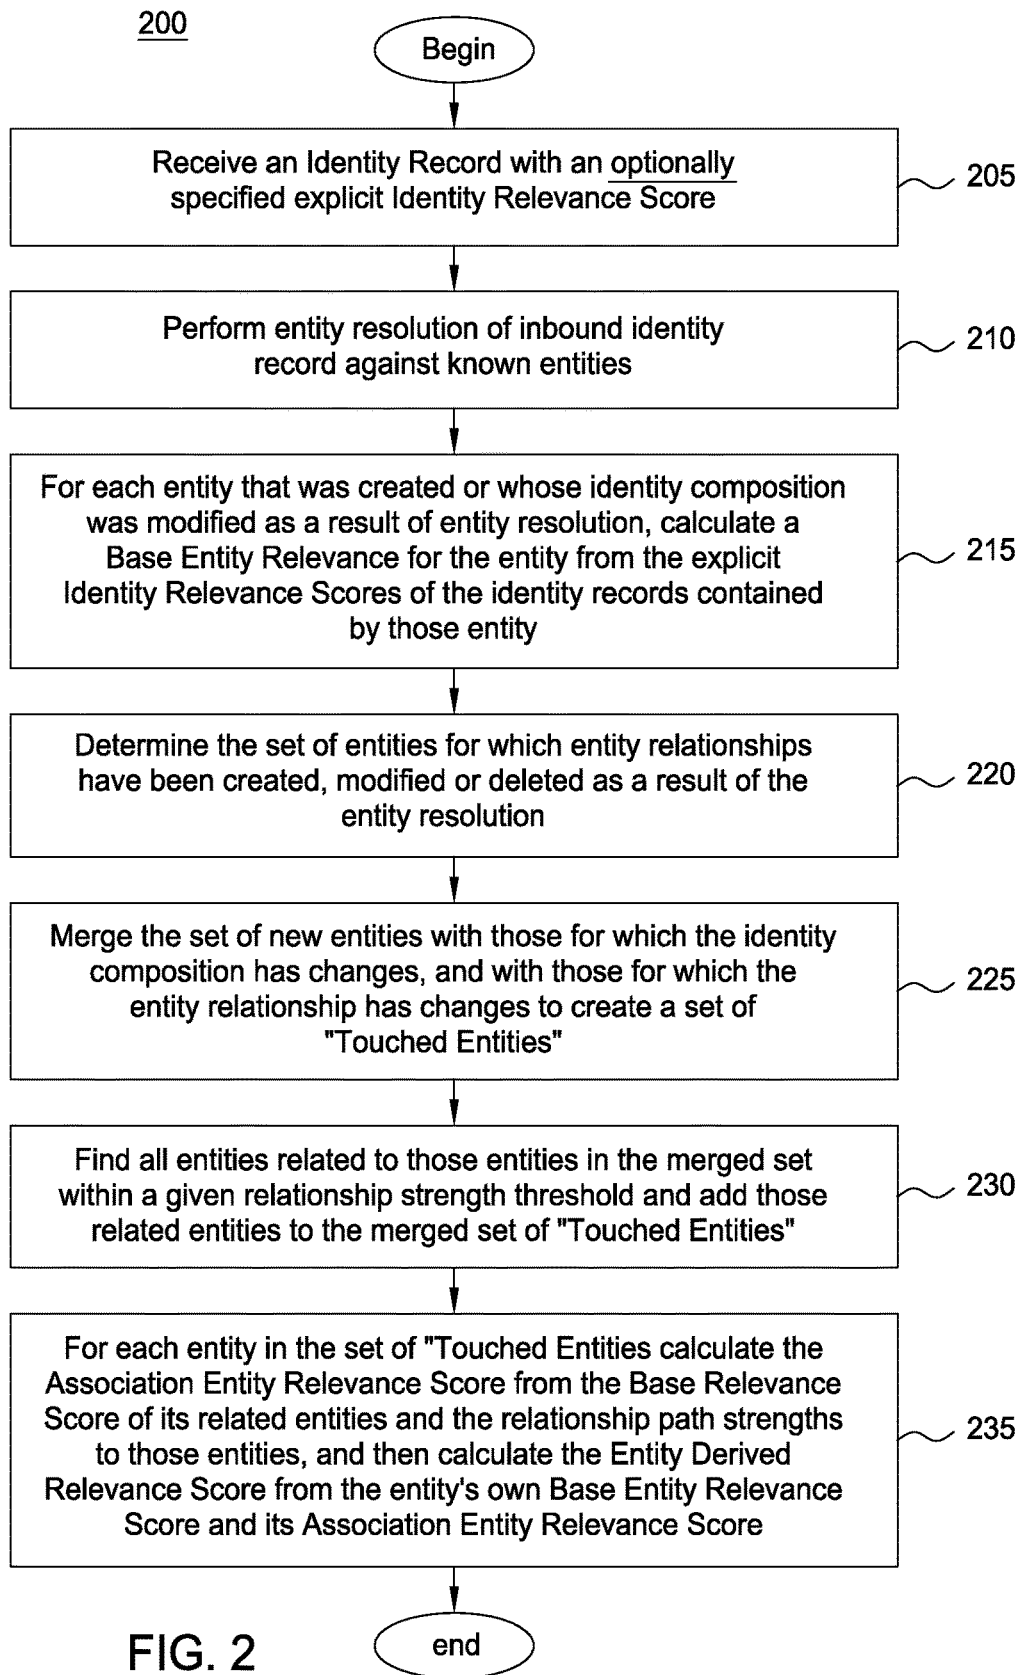 200
Begin
Receive an Identity Record with an optionally
specified explicit Identity Relevance Score
205
Perform entity resolution of inbound identity
record against known entities
210
For each entity that was created or whose identity composition
was modified as a result of entity resolution, calculate a
Base Entity Relevance for the entity from the explicit
Identity Relevance Scores of the identity records contained
by those entity
215
Determine the set of entities for which entity relationships
have been created, modified or deleted as a result of the
entity resolution
220
Merge the set of new entities with those for which the identity
composition has changes, and with those for which the
entity relationship has changes to create a set of
"Touched Entities"
225
Find all entities related to those entities in the merged set
within a given relationship strength threshold and add those
related entities to the merged set of "Touched Entities"
230
For each entity in the set of "Touched Entities calculate the
Association Entity Relevance Score from the Base Relevance
Score of its related entities and the relationship path strengths
to those entities, and then calculate the Entity Derived
Relevance Score from the entity's own Base Entity Relevance
Score and its Association Entity Relevance Score
235
end
FIG. 2